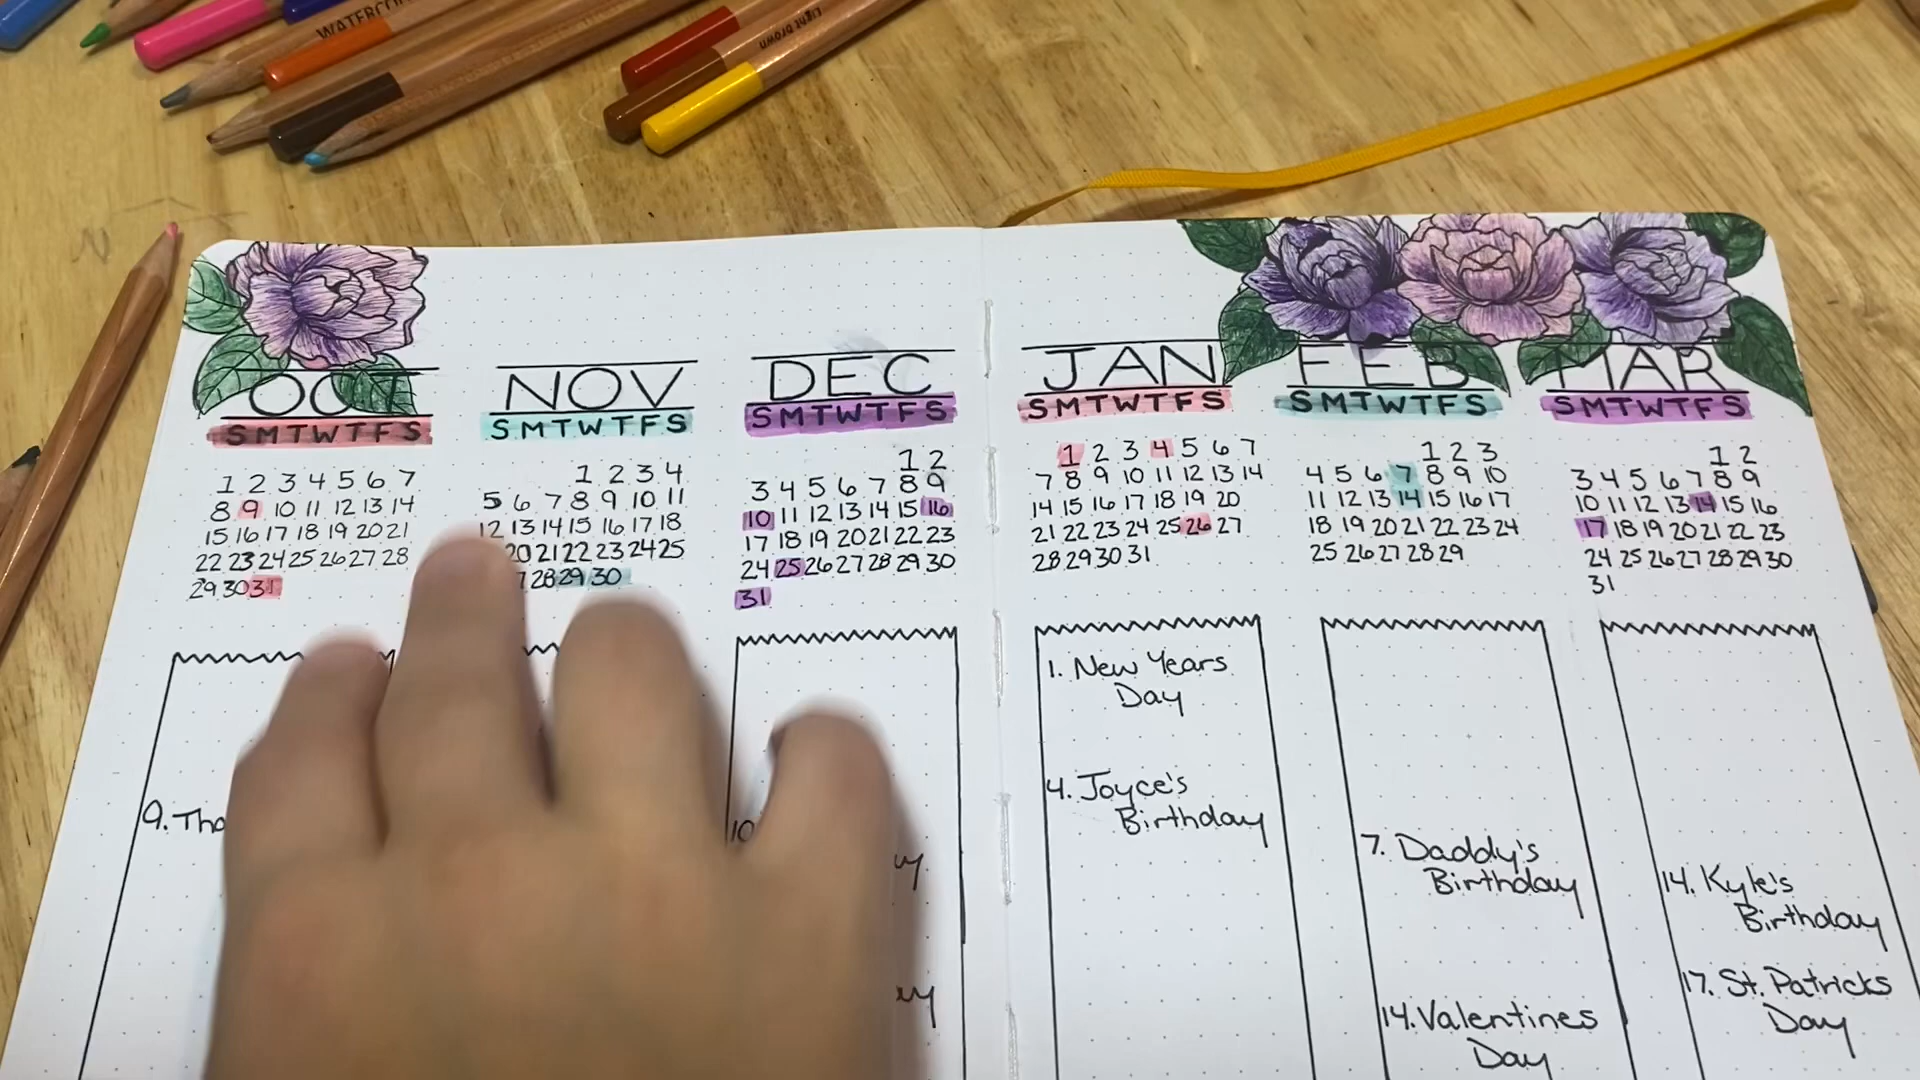 WATERCO
Light brown
OCT
SMTWTFS
1 2 3 4 5 6 7
8 9 10 11 12 13 14
15 16 17 18 19 20 21
22 23 24 25 26 27 28
29 30 31
NOV
SMTWTFS
1 2 3 4
5 6 7 8 9 10 11
12 13 14 15 16 17 18
20 21 22 23 24 25
28 29 30
DEC
SMTWTFS
1 2
3 4 5 6 7 8 9
10 11 12 13 14 15 16
17 18 19 20 21 22 23
24 25 26 27 28 29 30
31
JAN
SMTWTFS
1 2 3 4 5 6 7
7 8 9 10 11 12 13 14
14 15 16 17 18 19 20
21 22 23 24 25 26 27
28 29 30 31
FEB
SMTWTFS
1 2 3
4 5 6 7 8 9 10
11 12 13 14 15 16 17
18 19 20 21 22 23 24
25 26 27 28 29
MAR
SMTWTFS
1 2
3 4 5 6 7 8 9
10 11 12 13 14 15 16
17 18 19 20 21 22 23
24 25 26 27 28 29 30
31
9. Tha
10
1. New Years
Day
4. Joyce's
Birthday
7. Daddy's
Birthday
14. Valentines
Day
14. Kyle's
Birthday
17. St. Patricks
Day